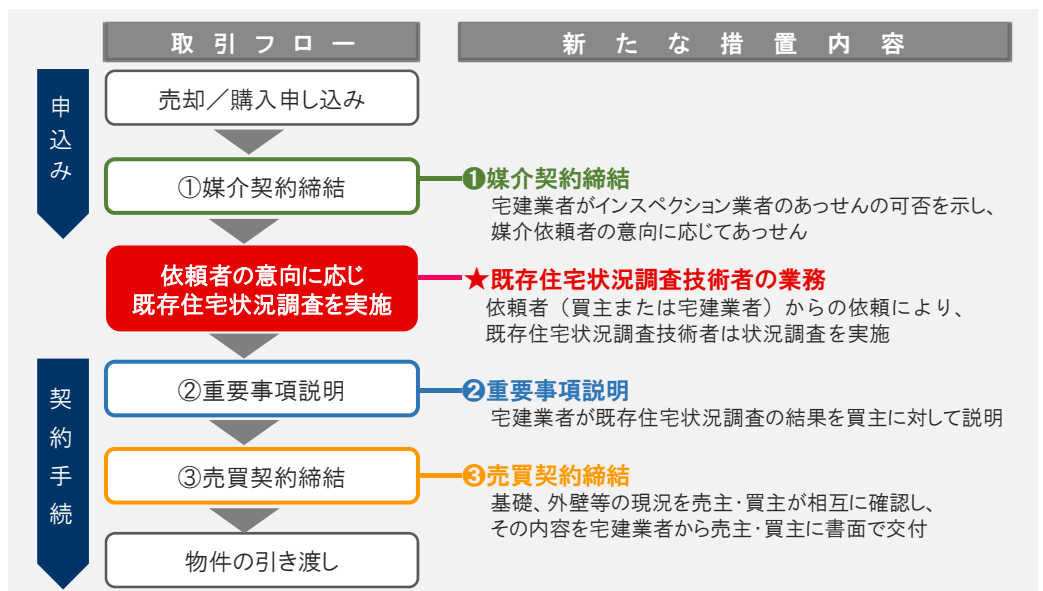 取引フロー
新たな措置内容
申込み
売却／購入申し込み
①媒介契約締結
❶媒介契約締結
宅建業者がインスペクション業者のあっせんの可否を示し、
媒介依頼者の意向に応じてあっせん
依頼者の意向に応じ
既存住宅状況調査を実施
★既存住宅状況調査技術者の業務
依頼者（買主または宅建業者）からの依頼により、
既存住宅状況調査技術者は状況調査を実施
契約手続
②重要事項説明
❷重要事項説明
宅建業者が既存住宅状況調査の結果を買主に対して説明
③売買契約締結
❸売買契約締結
基礎、外壁等の現況を売主・買主が相互に確認し、
その内容を宅建業者から売主・買主に書面で交付
物件の引き渡し